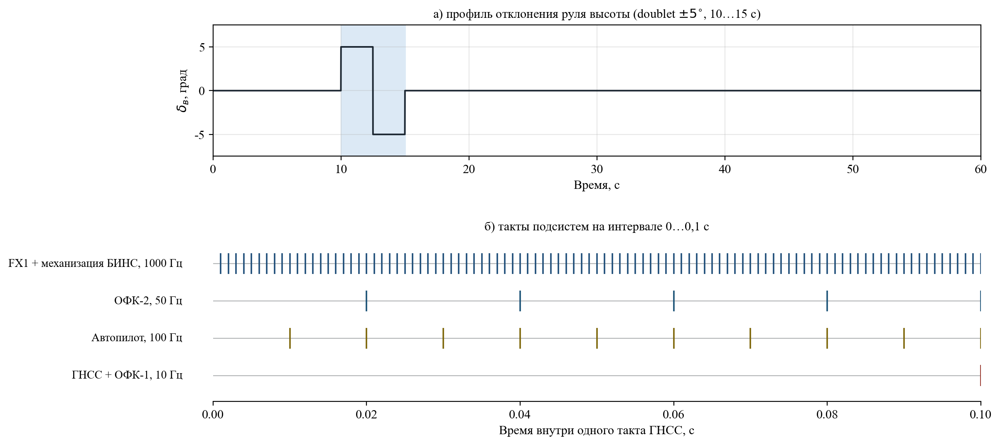 а) профиль отклонения руля высоты (doublet ±5°, 10…15 с)
δв, град
5
0
-5
0 10 20 30 40 50 60
Время, с
б) такты подсистем на интервале 0…0,1 с
FX1 + механизация БИНС, 1000 Гц
ОФК-2, 50 Гц
Автопилот, 100 Гц
ГНСС + ОФК-1, 10 Гц
0.00 0.02 0.04 0.06 0.08 0.10
Время внутри одного такта ГНСС, с